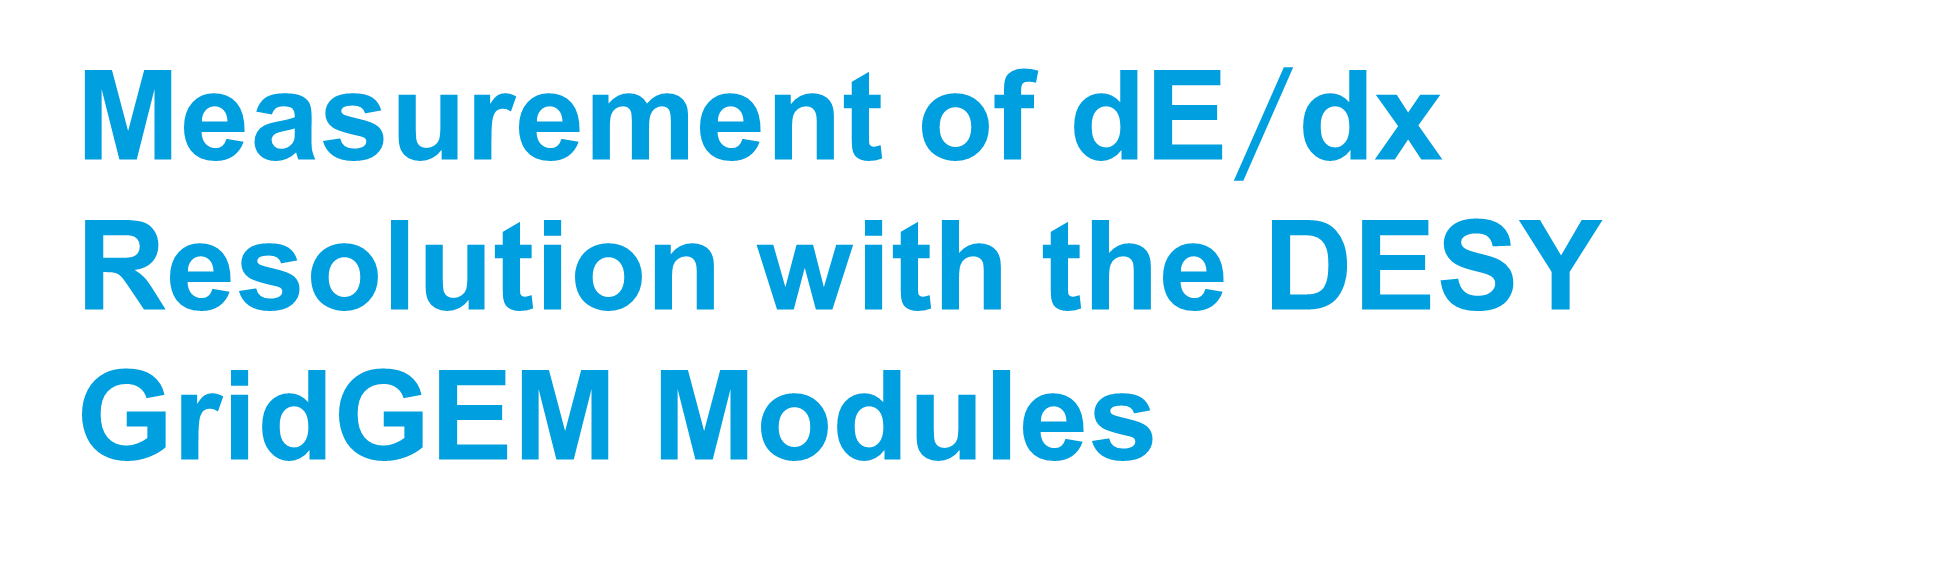 Measurement of dE/dx
Resolution with the DESY
GridGEM Modules